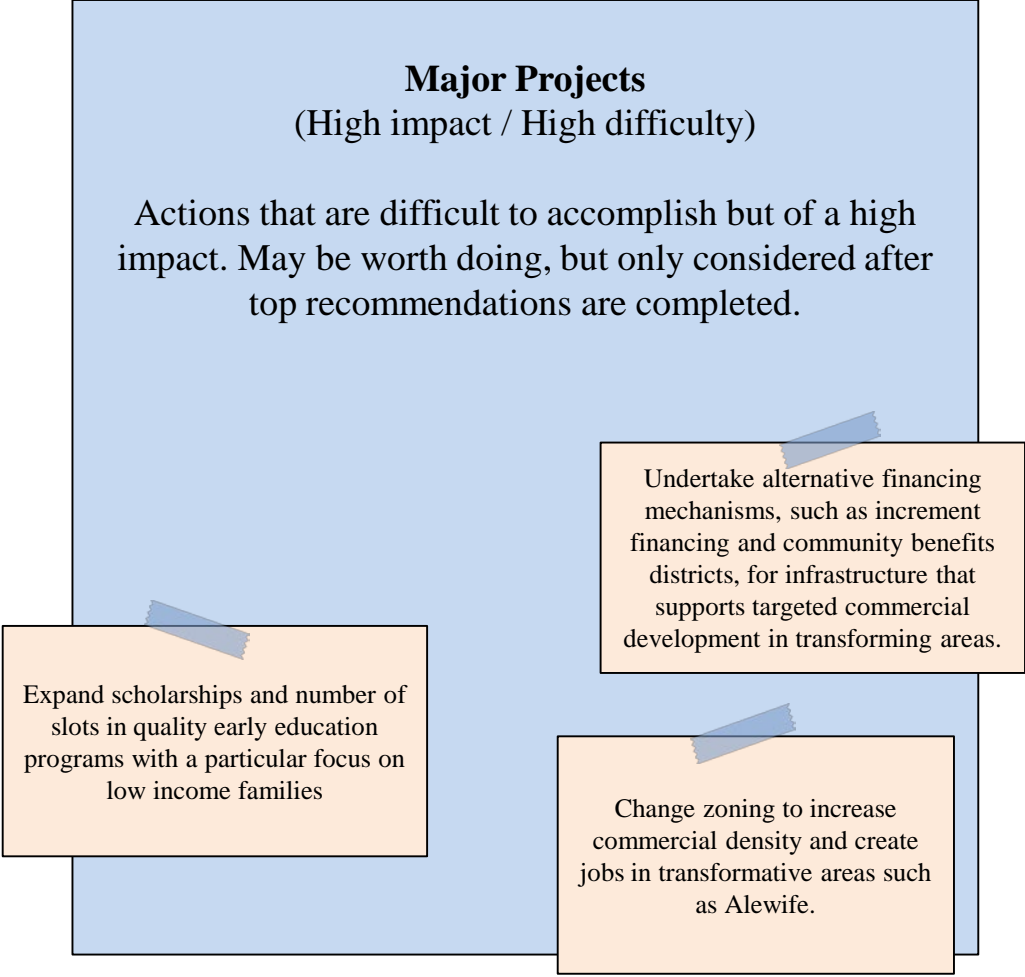 Major Projects
(High impact / High difficulty)
Actions that are difficult to accomplish but of a high
impact. May be worth doing, but only considered after
top recommendations are completed.
Undertake alternative financing
mechanisms, such as increment
financing and community benefits
districts, for infrastructure that
supports targeted commercial
development in transforming areas.
Expand scholarships and number of
slots in quality early education
programs with a particular focus on
low income families
Change zoning to increase
commercial density and create
jobs in transformative areas such
as Alewife.